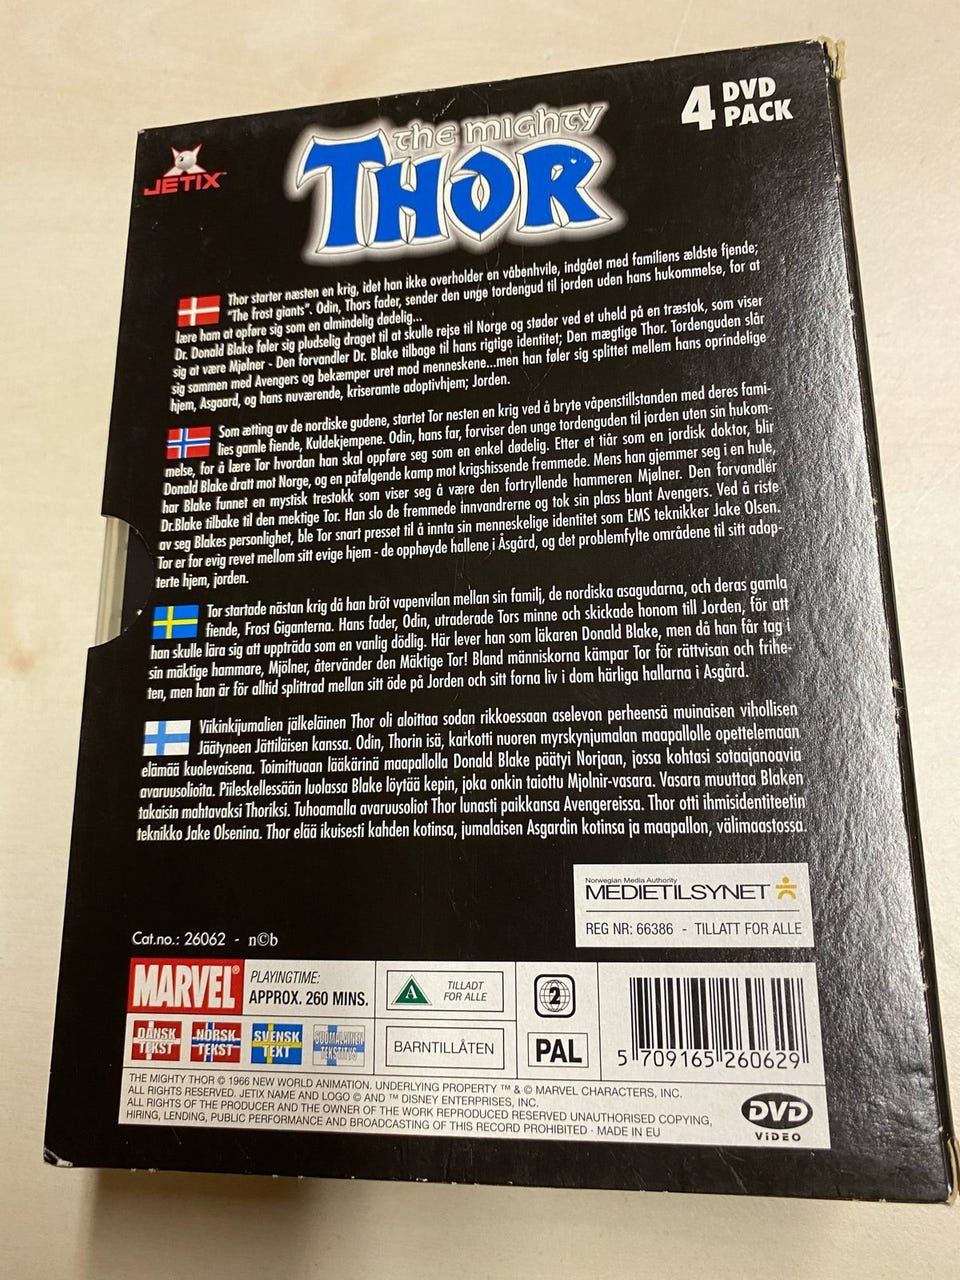 JETIX™
the mighty
THOR
4 DVD
PACK
Thor starter næsten en krig, idet han ikke overholder en våbenhvile, indgået med familiens ældste fjende;
"The frost giants". Odin, Thors fader, sender den unge tordengud til jorden uden hans hukommelse, for at
lære ham at opføre sig som en almindelig dødelig...
Dr. Donald Blake føler sig pludselig draget til at skulle rejse til Norge og støder ved et uheld på en træstok, som viser
sig at være Mjølner - Den forvandler Dr. Blake tilbage til hans rigtige identitet; Den mægtige Thor. Tordenguden slår
sig sammen med Avengers og bekæmper uret mod menneskene...men han føler sig splittet mellem hans oprindelige
hjem, Asgaard, og hans nuværende, kriseramte adoptivhjem; Jorden.
Som ætting av de nordiske gudene, startet Tor nesten en krig ved å bryte våpenstillstanden med deres fami-
lies gamle fiende, Kuldekjempene. Odin, hans far, forviser den unge tordenguden til jorden uten sin hukom-
melse, for å lære Tor hvordan han skal oppføre seg som en enkel dødelig. Etter et tiår som en jordisk doktor, blir
Donald Blake dratt mot Norge, og en påfølgende kamp mot krigshissende fremmede. Mens han gjemmer seg i en hule,
har Blake funnet en mystisk trestokk som viser seg å være den fortryllende hammeren Mjølner. Den forvandler
Dr.Blake tilbake til den mektige Tor. Han slo de fremmede innvandrerne og tok sin plass blant Avengers. Ved å riste
av seg Blakes personlighet, ble Tor snart presset til å innta sin menneskelige identitet som EMS teknikker Jake Olsen.
Tor er for evig revet mellom sitt evige hjem - de opphøyde hallene i Åsgård, og det problemfylte områdene til sitt adop-
terte hjem, jorden.
Tor startade nästan krig då han bröt vapenvilan mellan sin familj, de nordiska asagudarna, och deras gamla
fiende, Frost Giganterna. Hans fader, Odin, utraderade Tors minne och skickade honom till Jorden, för att
han skulle lära sig att uppträda som en vanlig dödlig. Här lever han som läkaren Donald Blake, men då han får tag i
sin mäktige hammare, Mjölner, återvänder den Mäktige Tor! Bland människorna kämpar Tor för rättvisan och frihe-
ten, men han är för alltid splittrad mellan sitt öde på Jorden och sitt forna liv i dom härliga hallarna i Asgård.
Viikinkijumalien jälkeläinen Thor oli aloittaa sodan rikkoessaan aselevon perheensä muinaisen vihollisen
Jäätyneen Jättiläisen kanssa. Odin, Thorin isä, karkotti nuoren myrskynjumalan maapallolle opettelemaan
elämää kuolevaisena. Toimittuaan lääkärinä maapallolla Donald Blake päätyi Norjaan, jossa kohtasi sotaajanoavia
avaruusolioita. Piileskellessään luolassa Blake löytää kepin, joka onkin taiottu Mjolnir-vasara. Vasara muuttaa Blaken
takaisin mahtavaksi Thoriksi. Tuhoamalla avaruusoliot Thor lunasti paikkansa Avengereissa. Thor otti ihmisidentiteetin
teknikko Jake Olsenina. Thor elää ikuisesti kahden kotinsa, jumalaisen Asgardin kotinsa ja maapallon, välimaastossa.
Norwegian Media Authority
MEDIETILSYNET
REG NR: 66386 - TILLATT FOR ALLE
Cat.no.: 26062 - n©b
MARVEL®
PLAYINGTIME:
APPROX. 260 MINS.
A
TILLADT
FOR ALLE
2
DANSK
TEKST
NORSK
TEKST
SVENSK
TEXT
SUOMALAINEN
TEKSTITYS
BARNTILLÅTEN
PAL
5 709165 260629
THE MIGHTY THOR © 1966 NEW WORLD ANIMATION. UNDERLYING PROPERTY ™ & © MARVEL CHARACTERS, INC.
ALL RIGHTS RESERVED. JETIX NAME AND LOGO © AND ™ DISNEY ENTERPRISES, INC.
ALL RIGHTS OF THE PRODUCER AND THE OWNER OF THE WORK REPRODUCED RESERVED UNAUTHORISED COPYING,
HIRING, LENDING, PUBLIC PERFORMANCE AND BROADCASTING OF THIS RECORD PROHIBITED · MADE IN EU
DVD
VIDEO